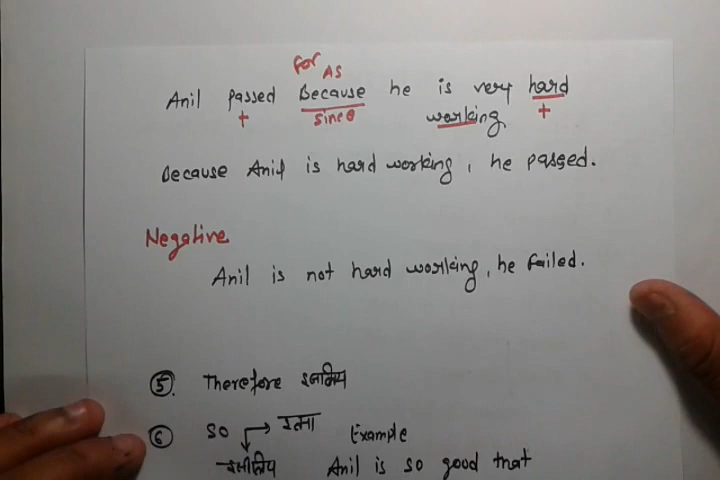 For As
Anil passed Because he is very hard
+ Since working +
Because Anil is hard working, he passed.
Negative
Anil is not hard working, he failed.
5. Therefore इसलिए
6 SO → इतना Example
इसीलिए Anil is so good that